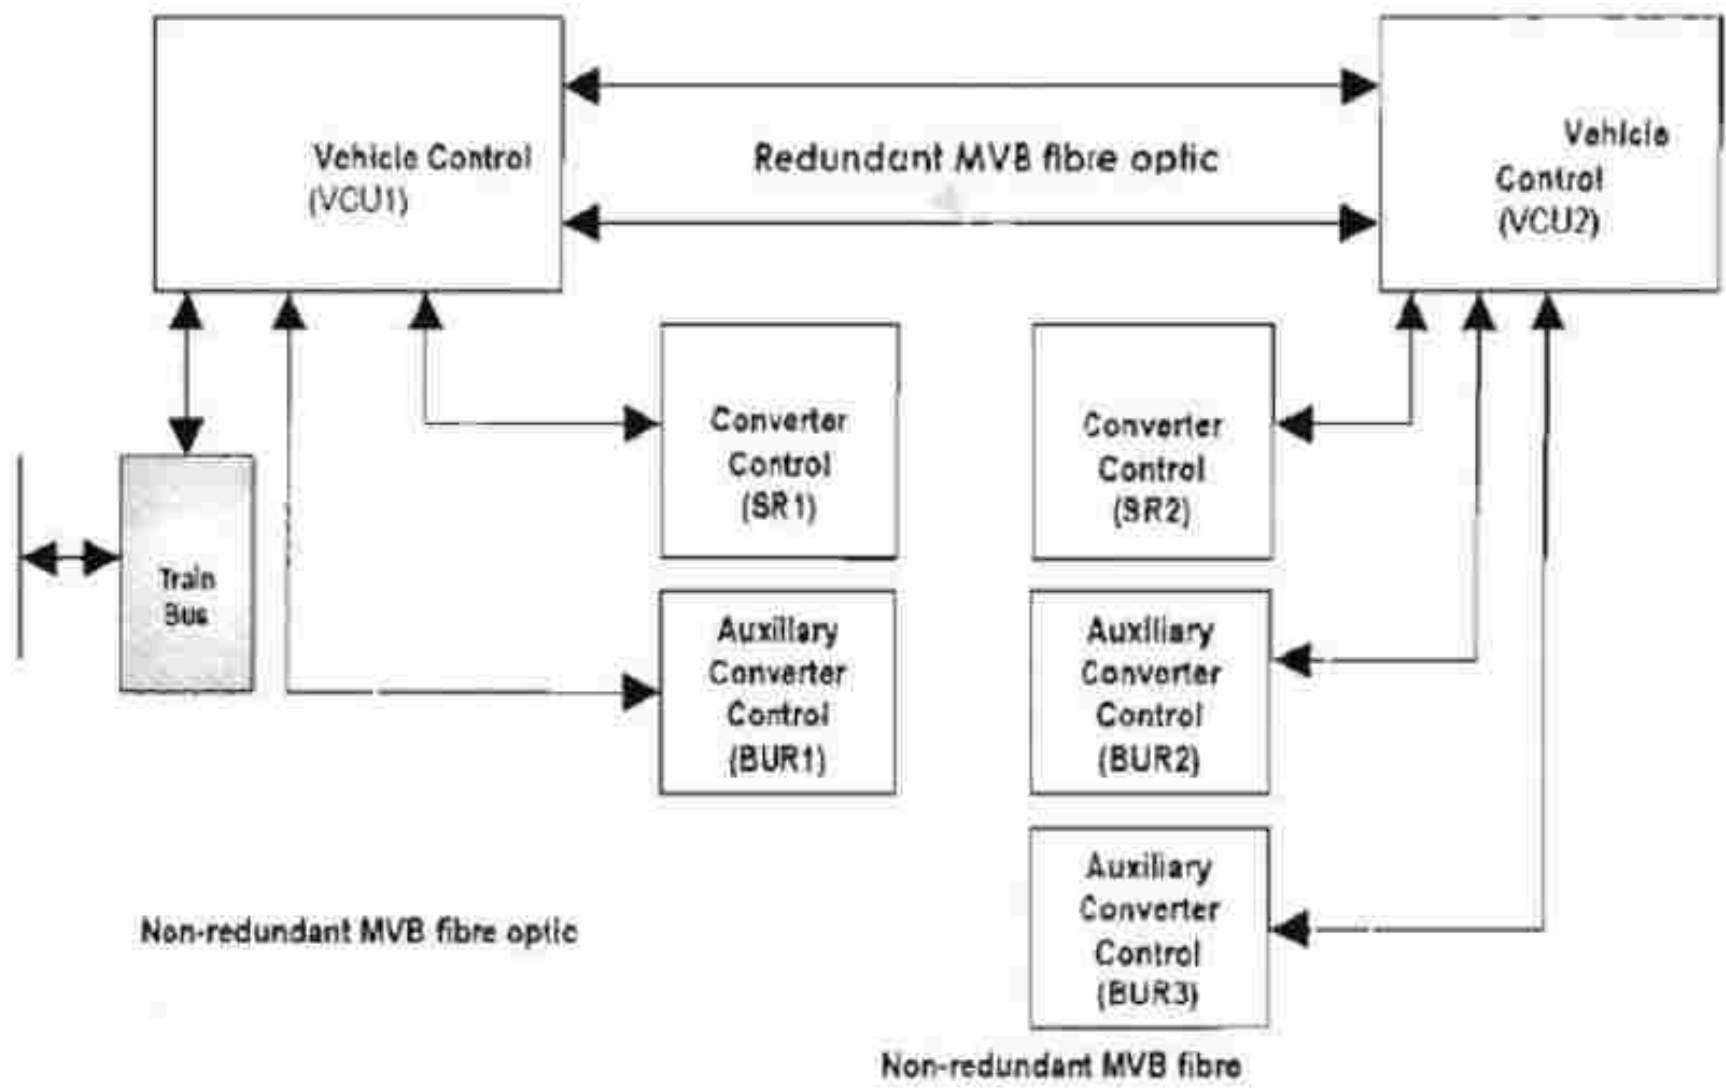 Vehicle Control
(VCU1)
Redundant MVB fibre optic
Vehicle
Control
(VCU2)
Converter
Control
(SR1)
Converter
Control
(SR2)
Train
Bus
Auxiliary
Converter
Control
(BUR1)
Auxiliary
Converter
Control
(BUR2)
Auxiliary
Converter
Control
(BUR3)
Non-redundant MVB fibre optic
Non-redundant MVB fibre